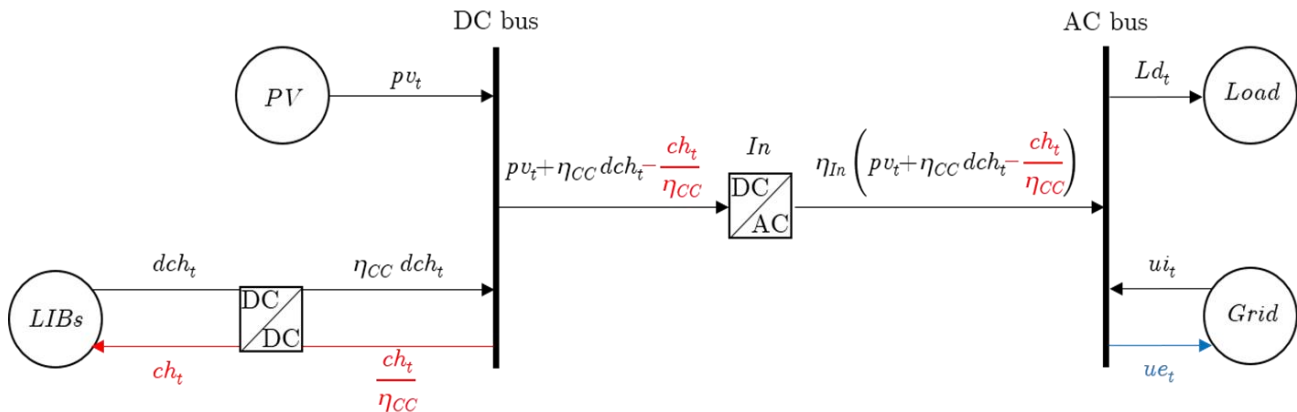 DC bus
AC bus
PV
pv_t
Ld_t
Load
pv_t+η_CC dch_t−ch_t/η_CC
In
DC
AC
η_In(pv_t+η_CC dch_t−ch_t/η_CC)
LIBs
dch_t
η_CC dch_t
DC
DC
ch_t
ch_t/η_CC
ui_t
Grid
ue_t